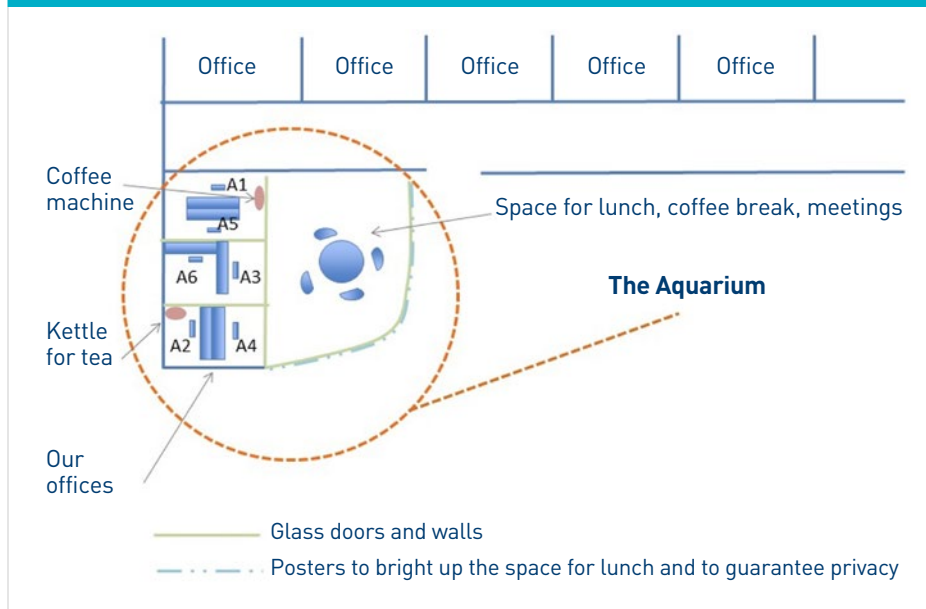 Office Office Office Office Office
Coffee
machine
A1
A5
Space for lunch, coffee break, meetings
A6 A3
The Aquarium
Kettle
for tea
A2 A4
Our
offices
Glass doors and walls
Posters to bright up the space for lunch and to guarantee privacy